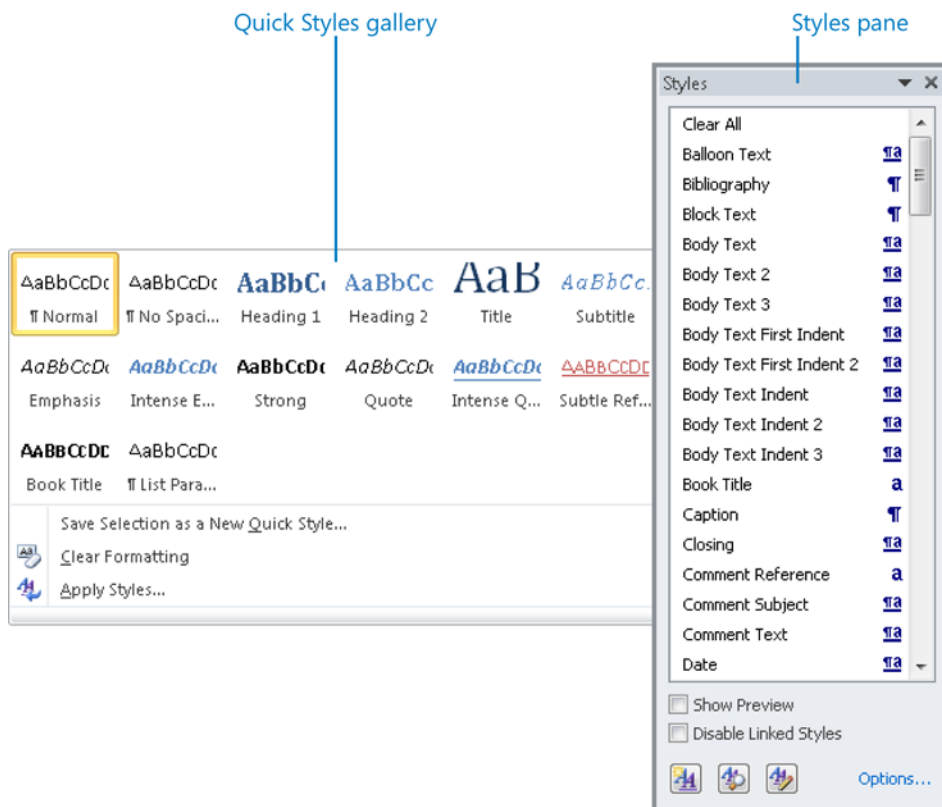 Quick Styles gallery
Styles pane
AaBbCcDc AaBbCcDc AaBbC AaBbCc AaB AaBbCc.
¶ Normal ¶ No Spaci... Heading 1 Heading 2 Title Subtitle
AaBbCcDc AaBbCcDc AaBbCcDc AaBbCcDc AaBbCcDc AABBCCDD
Emphasis Intense E... Strong Quote Intense Q... Subtle Ref...
AABBCCDD AaBbCcDc
Book Title ¶ List Para...
Save Selection as a New Quick Style...
Clear Formatting
Apply Styles...
Styles
Clear All
Balloon Text ¶a
Bibliography ¶
Block Text ¶
Body Text ¶a
Body Text 2 ¶a
Body Text 3 ¶a
Body Text First Indent ¶a
Body Text First Indent 2 ¶a
Body Text Indent ¶a
Body Text Indent 2 ¶a
Body Text Indent 3 ¶a
Book Title a
Caption ¶
Closing ¶a
Comment Reference a
Comment Subject ¶a
Comment Text ¶a
Date ¶a
Show Preview
Disable Linked Styles
Options...